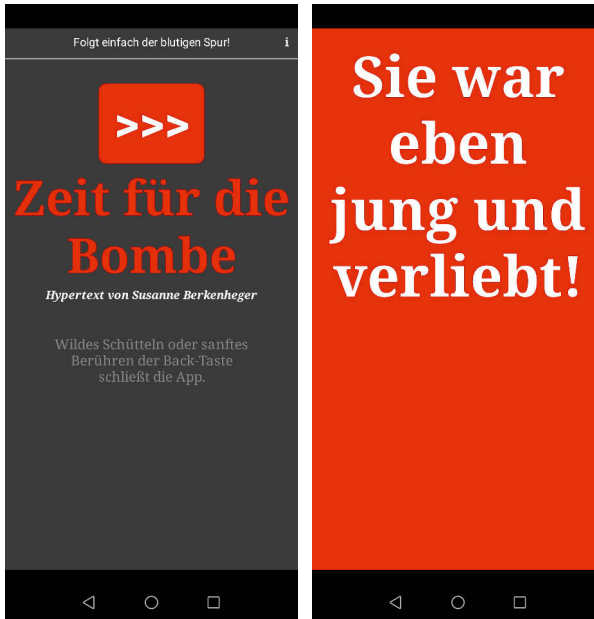 Folgt einfach der blutigen Spur!
i
>>>
Zeit für die
Bombe
Hypertext von Susanne Berkenheger
Wildes Schütteln oder sanftes
Berühren der Back-Taste
schließt die App.
Sie war
eben
jung und
verliebt!